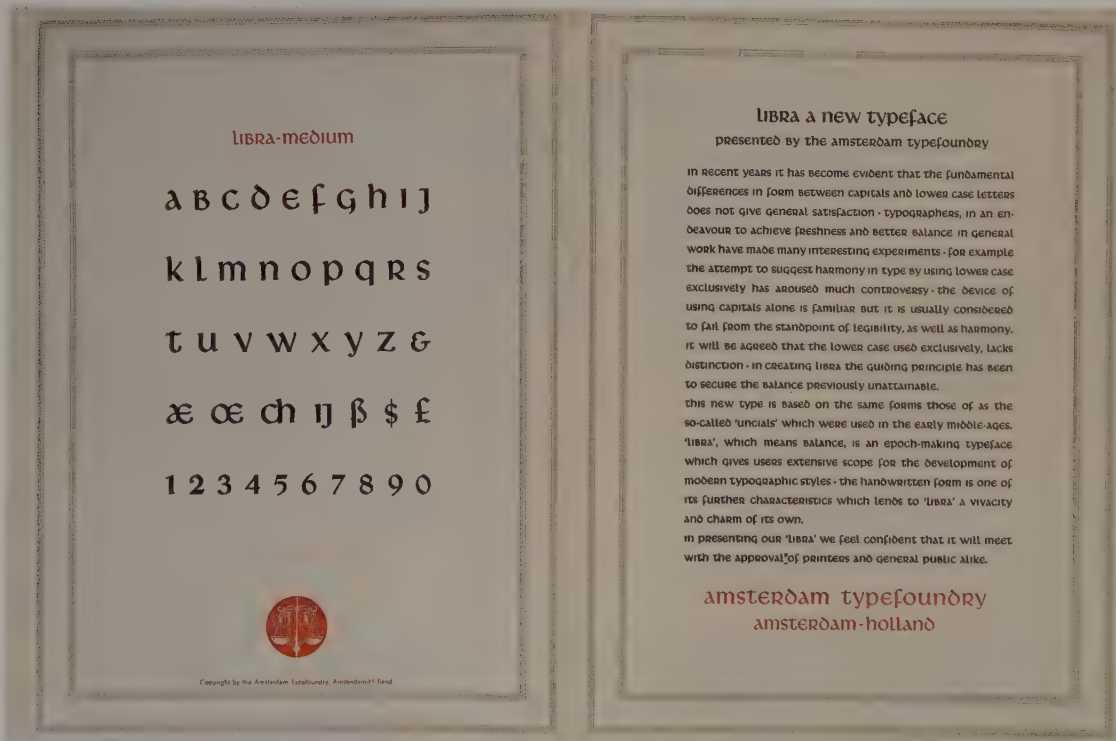 libra-medium
a b c d e f g h i j
k l m n o p q r s
t u v w x y z &
æ œ ch ij ß $ £
1 2 3 4 5 6 7 8 9 0
Copyright by the Amsterdam Typefoundry, Amsterdam-Holland
libra a new typeface
presented by the amsterdam typefoundry
in recent years it has become evident that the fundamental
differences in form between capitals and lower case letters
does not give general satisfaction · typographers, in an en-
deavour to achieve freshness and better balance in general
work have made many interesting experiments · for example
the attempt to suggest harmony in type by using lower case
exclusively has aroused much controversy · the device of
using capitals alone is familiar but it is usually considered
to fail from the standpoint of legibility, as well as harmony.
it will be agreed that the lower case used exclusively, lacks
distinction · in creating libra the guiding principle has been
to secure the balance previously unattainable.
this new type is based on the same forms those of as the
so-called 'uncials' which were used in the early middle-ages.
'libra', which means balance, is an epoch-making typeface
which gives users extensive scope for the development of
modern typographic styles · the handwritten form is one of
its further characteristics which lends to 'libra' a vivacity
and charm of its own.
in presenting our 'libra' we feel confident that it will meet
with the approval of printers and general public alike.
amsterdam typefoundry
amsterdam-holland